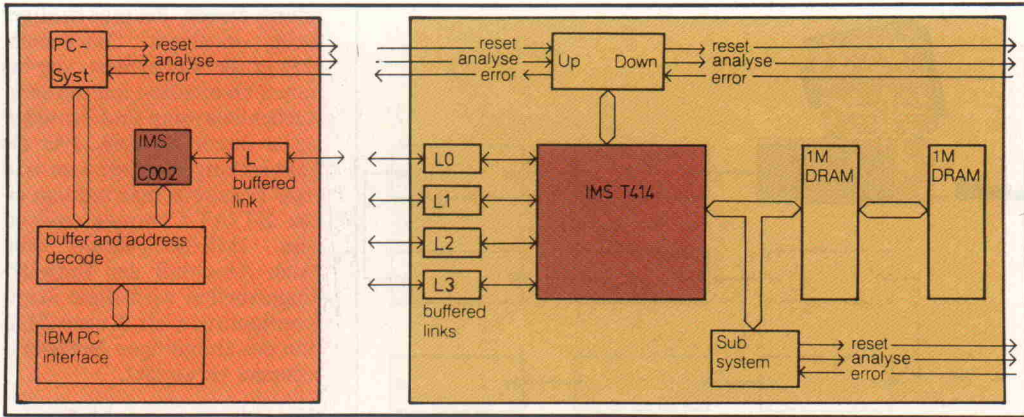 PC-
Syst.
reset
analyse
error
IMS
C002
L
buffered
link
buffer and address
decode
IBM PC
interface
reset
analyse
error
Up
Down
reset
analyse
error
L0
L1
L2
L3
buffered
links
IMS T414
1M
DRAM
1M
DRAM
Sub
system
reset
analyse
error